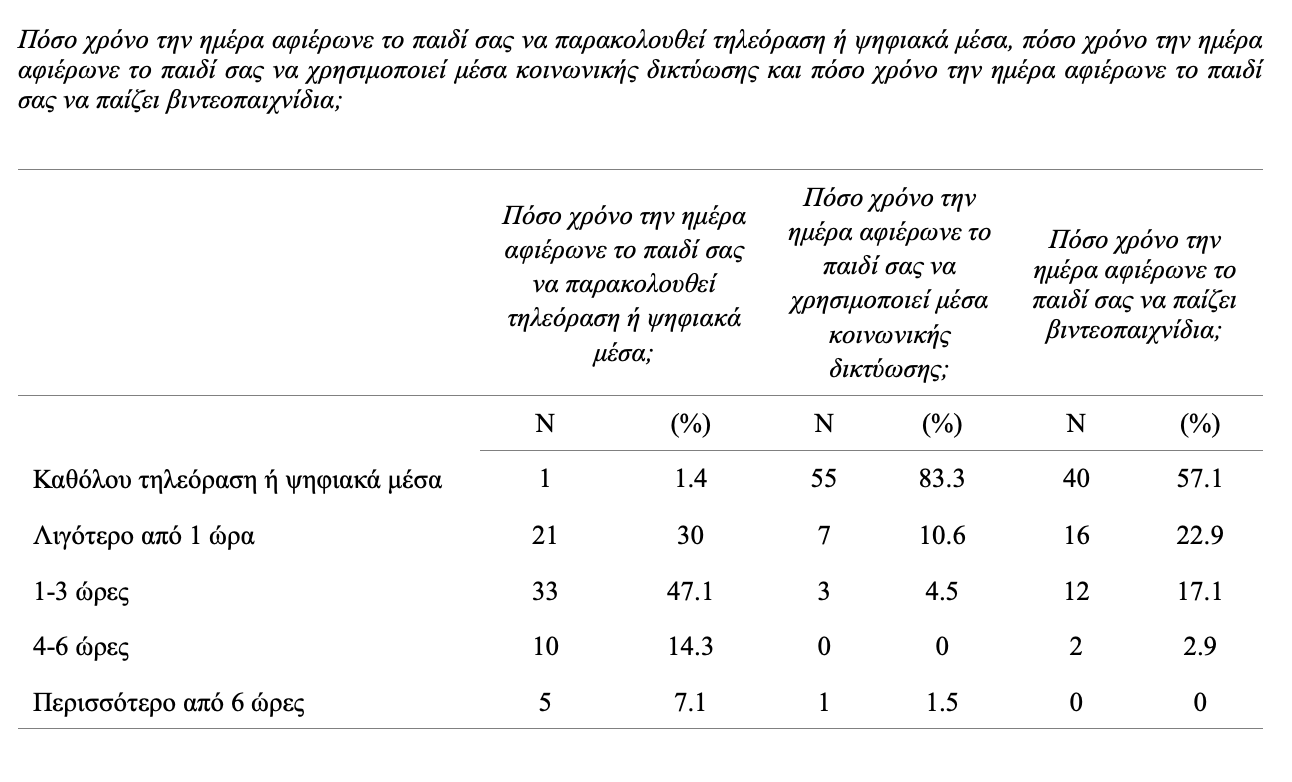 Πόσο χρόνο την ημέρα αφιέρωνε το παιδί σας να παρακολουθεί τηλεόραση ή ψηφιακά μέσα, πόσο χρόνο την ημέρα
αφιέρωνε το παιδί σας να χρησιμοποιεί μέσα κοινωνικής δικτύωσης και πόσο χρόνο την ημέρα αφιέρωνε το παιδί
σας να παίζει βιντεοπαιχνίδια;
Πόσο χρόνο την ημέρα
αφιέρωνε το παιδί σας
να παρακολουθεί
τηλεόραση ή ψηφιακά
μέσα;
Πόσο χρόνο την
ημέρα αφιέρωνε το
παιδί σας να
χρησιμοποιεί μέσα
κοινωνικής
δικτύωσης;
Πόσο χρόνο την
ημέρα αφιέρωνε το
παιδί σας να παίζει
βιντεοπαιχνίδια;
N (%) N (%) N (%)
Καθόλου τηλεόραση ή ψηφιακά μέσα 1 1.4 55 83.3 40 57.1
Λιγότερο από 1 ώρα 21 30 7 10.6 16 22.9
1-3 ώρες 33 47.1 3 4.5 12 17.1
4-6 ώρες 10 14.3 0 0 2 2.9
Περισσότερο από 6 ώρες 5 7.1 1 1.5 0 0